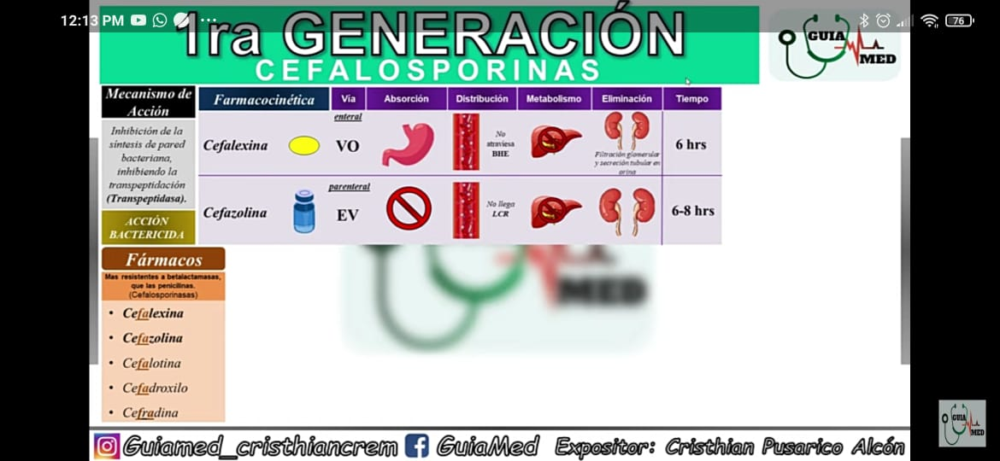 12:13 PM
76
1ra GENERACIÓN
CEFALOSPORINAS
GUIA
MED
Mecanismo de
Acción
Inhibición de la
síntesis de pared
bacteriana,
inhibiendo la
transpeptidación
(Transpeptidasa).
ACCIÓN
BACTERICIDA
Farmacocinética
Vía
Absorción
Distribución
Metabolismo
Eliminación
Tiempo
Cefalexina
enteral
VO
No
atraviesa
BHE
Filtración glomerular
y secreción tubular en
orina
6 hrs
Cefazolina
parenteral
EV
No llega
LCR
6-8 hrs
Fármacos
Mas resistentes a betalactamasas,
que las penicilinas.
(Cefalosporinasas)
• Cefalexina
• Cefazolina
• Cefalotina
• Cefadroxilo
• Cefradina
MED
GUIA
MED
Guiamed_cristhiancrem GuiaMed Expositor: Cristhian Pusarico Alcón